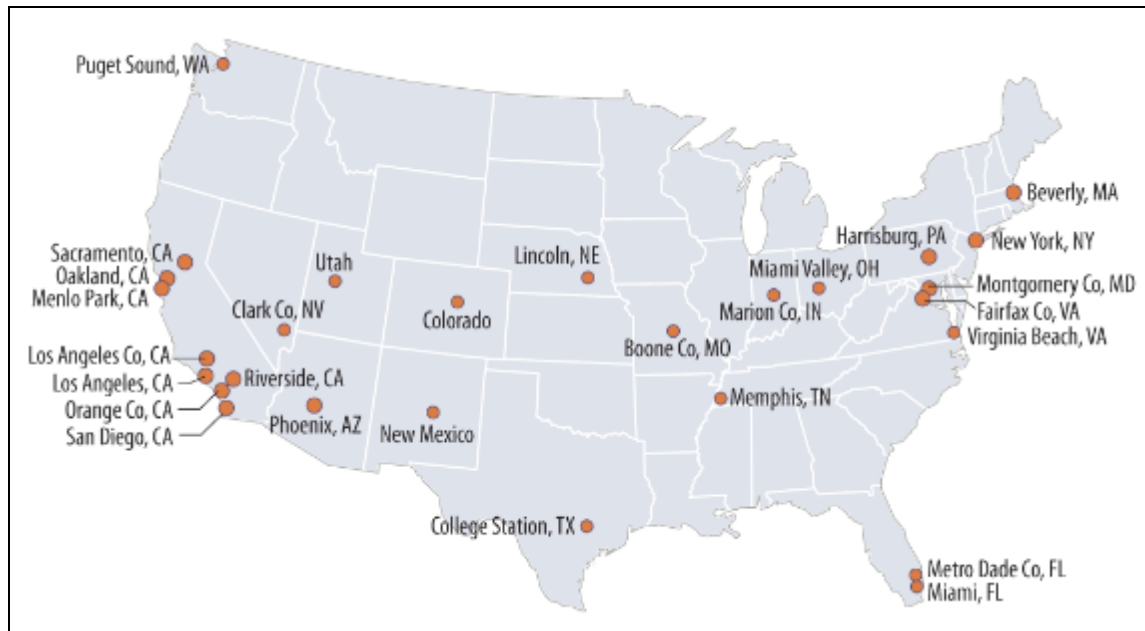 Puget Sound, WA
Beverly, MA
Harrisburg, PA
New York, NY
Sacramento, CA
Oakland, CA
Menlo Park, CA
Utah
Lincoln, NE
Miami Valley, OH
Montgomery Co, MD
Clark Co, NV
Colorado
Marion Co, IN
Fairfax Co, VA
Boone Co, MO
Virginia Beach, VA
Los Angeles Co, CA
Los Angeles, CA
Riverside, CA
Memphis, TN
Orange Co, CA
Phoenix, AZ
New Mexico
San Diego, CA
College Station, TX
Metro Dade Co, FL
Miami, FL